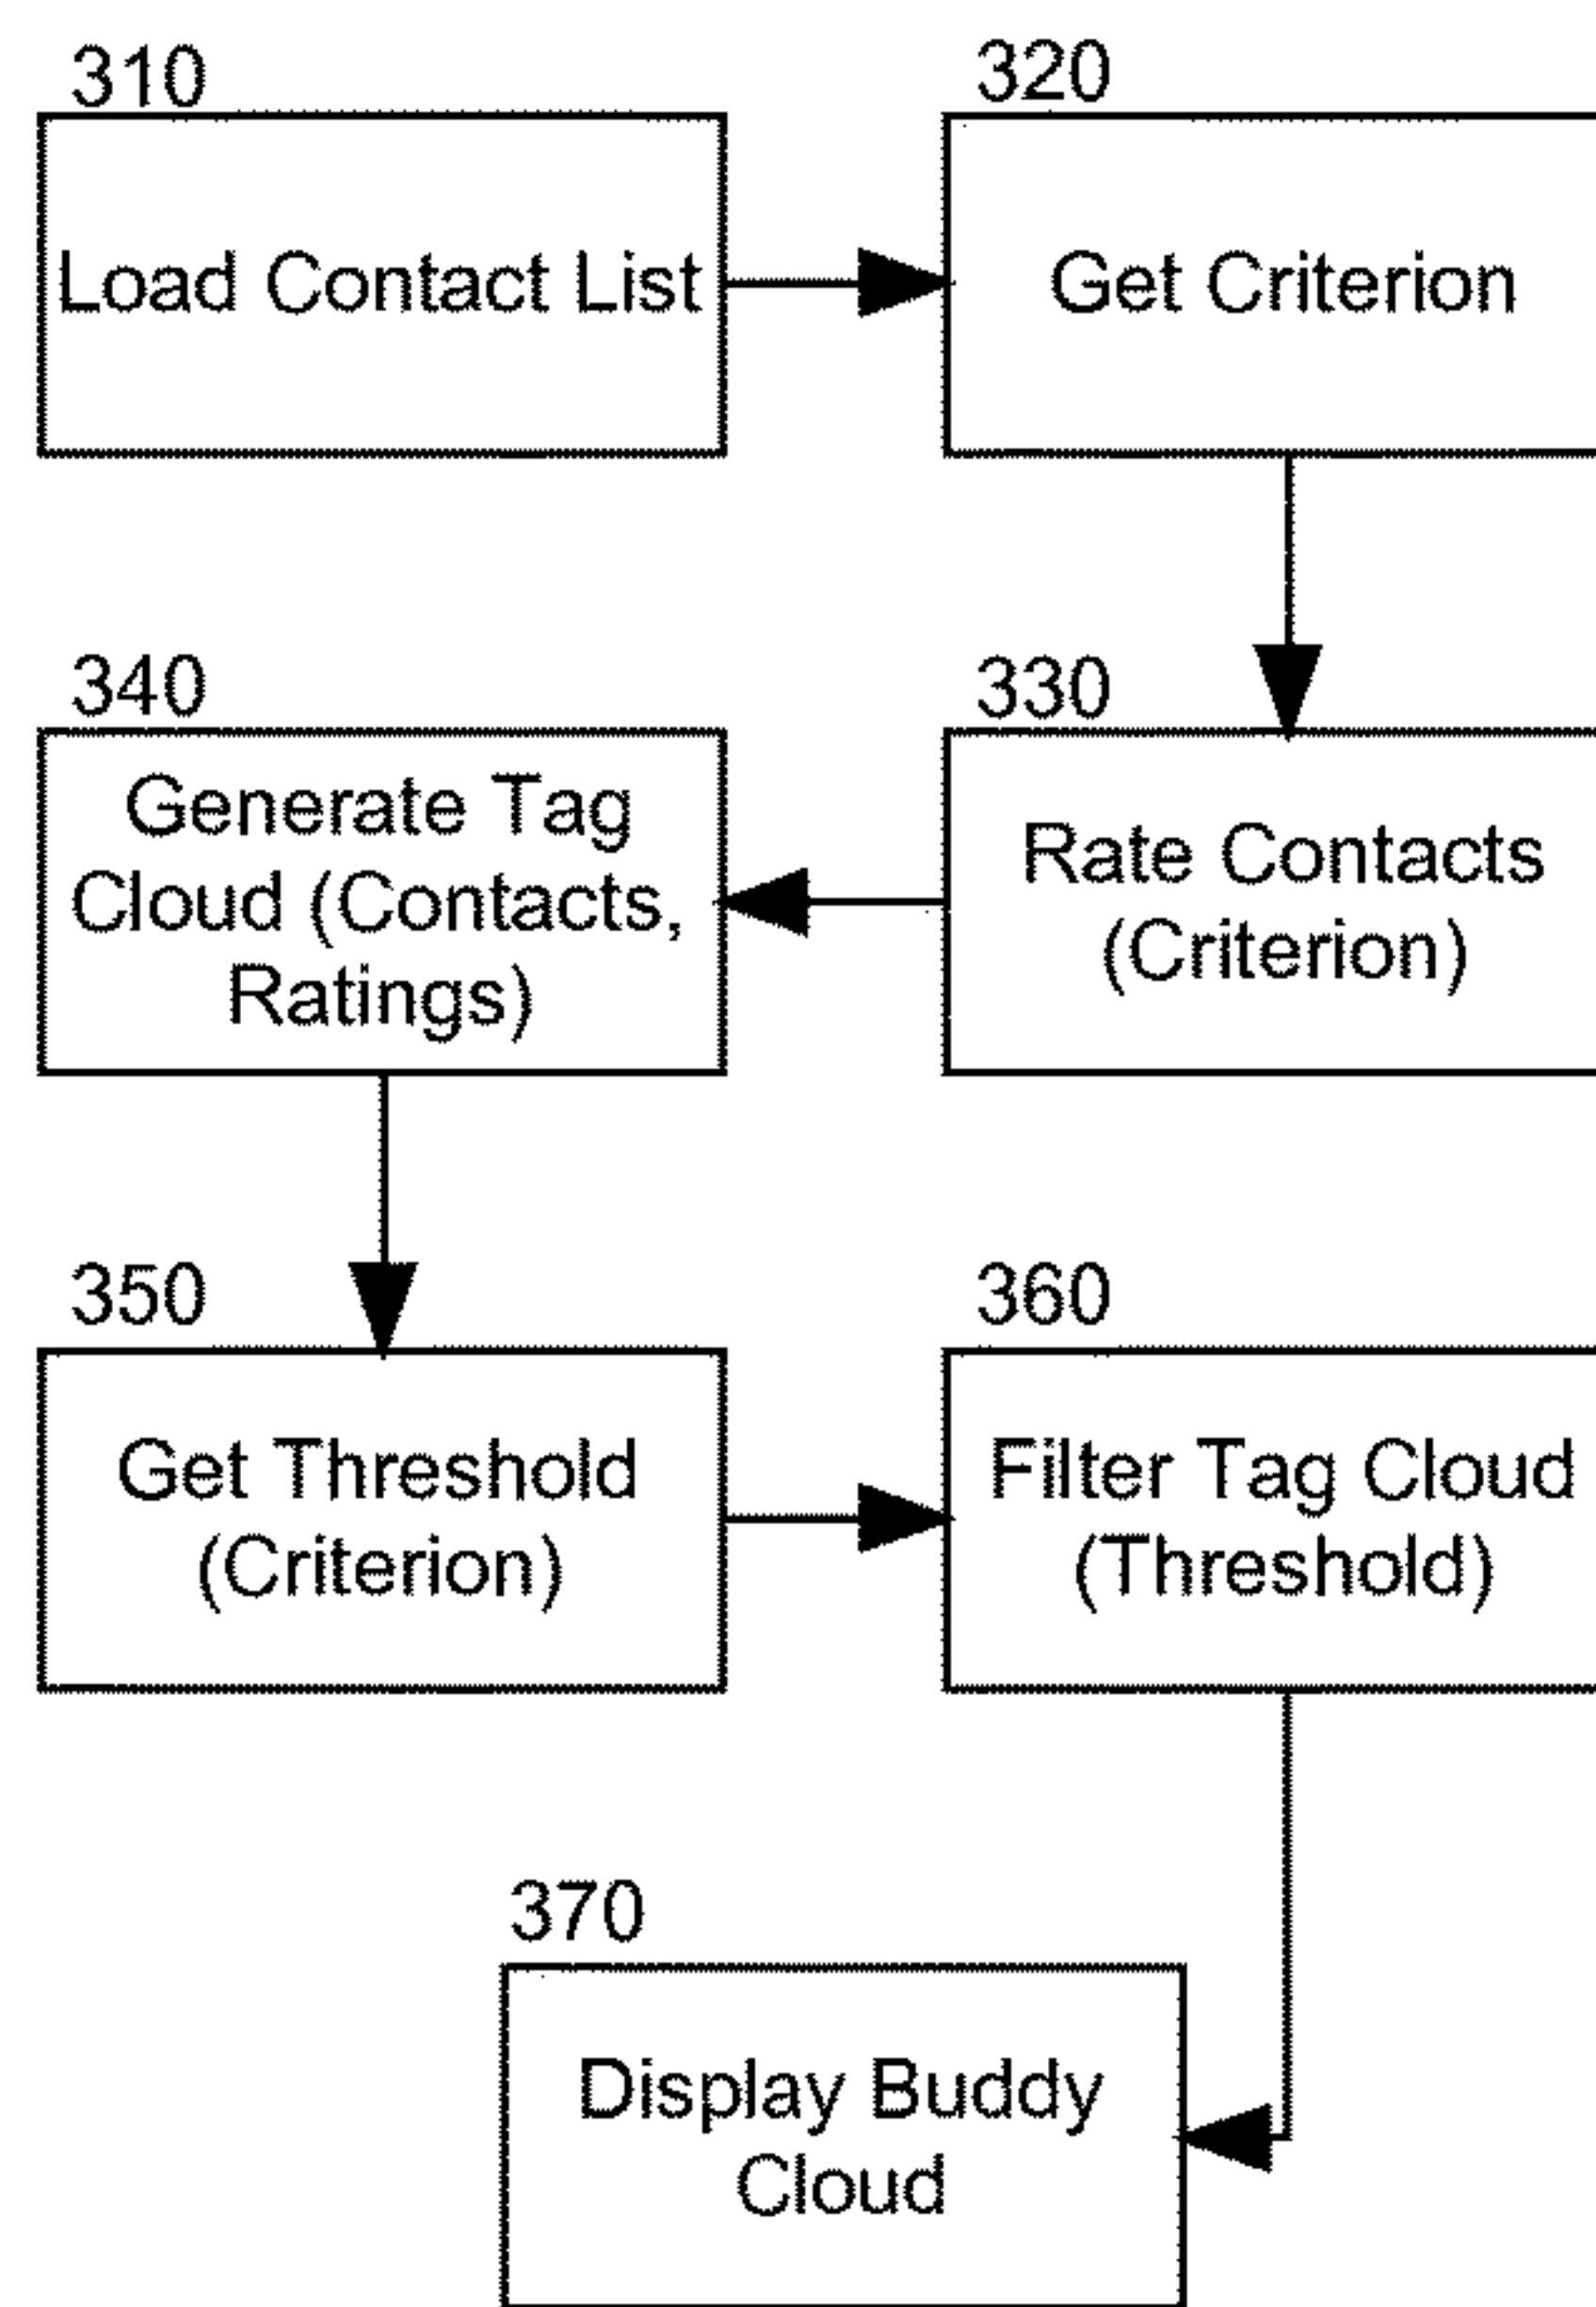 310
Load Contact List
320
Get Criterion
340
Generate Tag
Cloud (Contacts,
Ratings)
330
Rate Contacts
(Criterion)
350
Get Threshold
(Criterion)
360
Filter Tag Cloud
(Threshold)
370
Display Buddy
Cloud